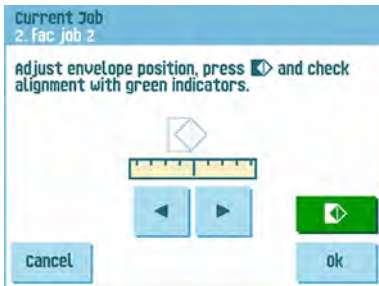 Current Job
2. Fac job 2
Adjust envelope position, press and check
alignment with green indicators.
Cancel
Ok